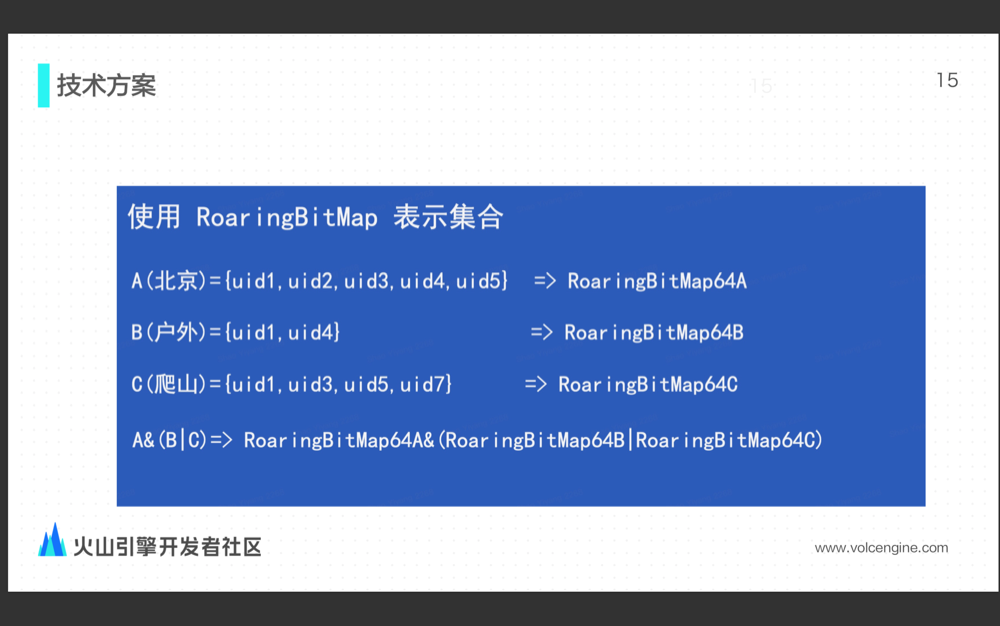 技术方案
15
15
使用 RoaringBitMap 表示集合
A(北京)={uid1,uid2,uid3,uid4,uid5} => RoaringBitMap64A
B(户外)={uid1,uid4} => RoaringBitMap64B
C(爬山)={uid1,uid3,uid5,uid7} => RoaringBitMap64C
A&(B|C)=> RoaringBitMap64A&(RoaringBitMap64B|RoaringBitMap64C)
火山引擎开发者社区
www.volcengine.com